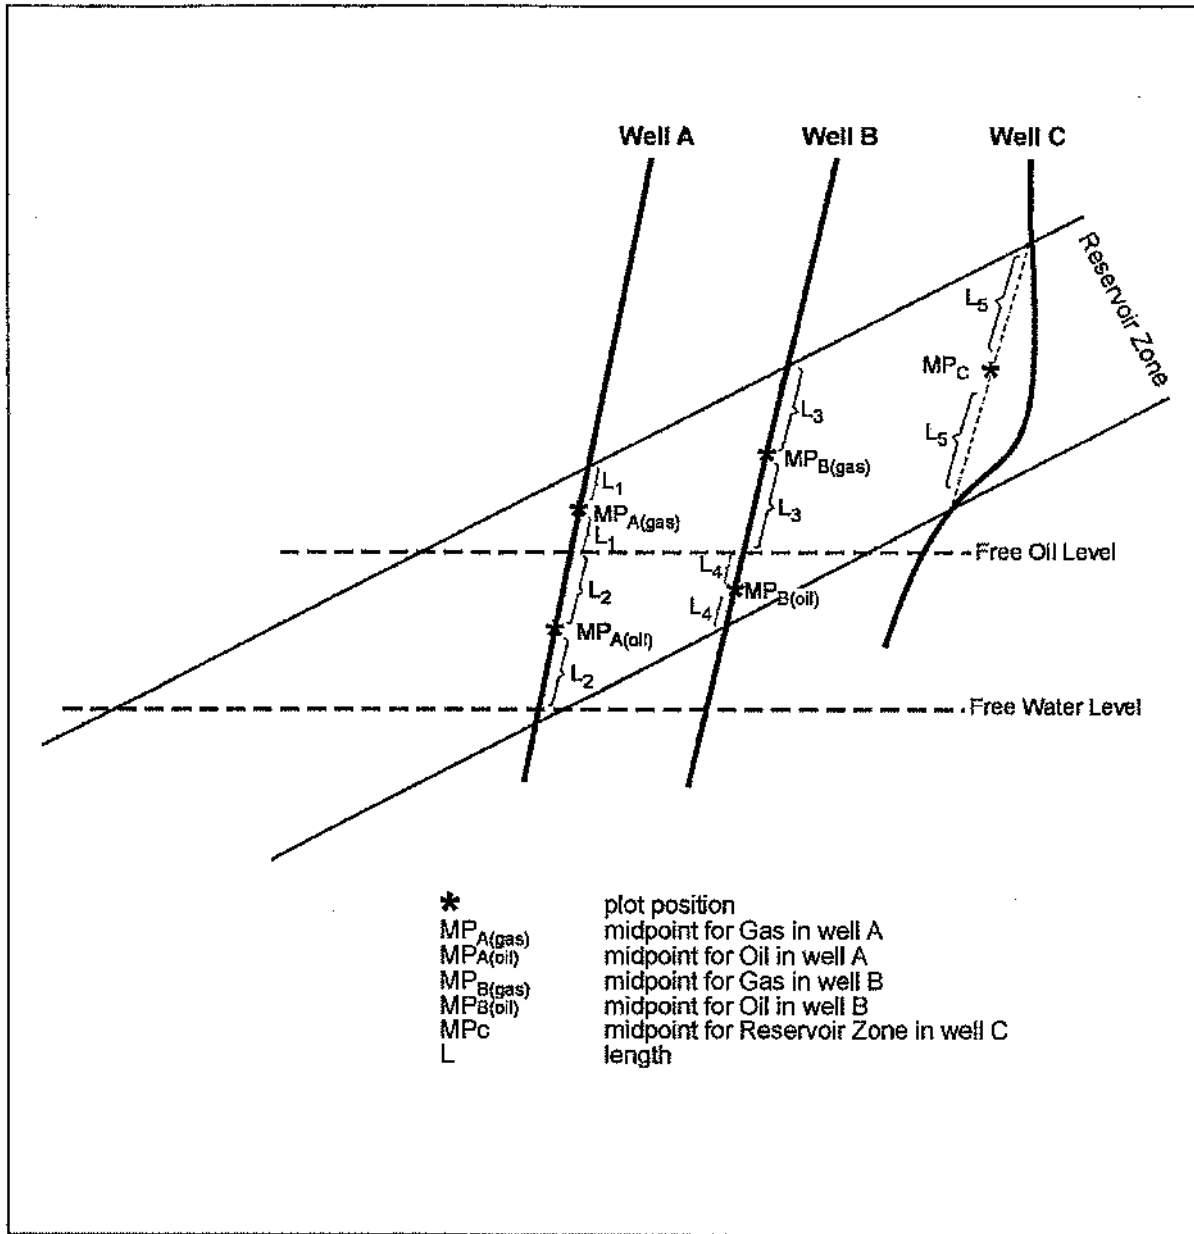 Well A
Well B
Well C
Reservoir Zone
L5
MPC
L5
L3
MPB(gas)
L3
L1
MPA(gas)
L1
Free Oil Level
L4
L2
MPB(oil)
L4
MPA(oil)
L2
Free Water Level
* plot position
MPA(gas) midpoint for Gas in well A
MPA(oil) midpoint for Oil in well A
MPB(gas) midpoint for Gas in well B
MPB(oil) midpoint for Oil in well B
MPc midpoint for Reservoir Zone in well C
L length